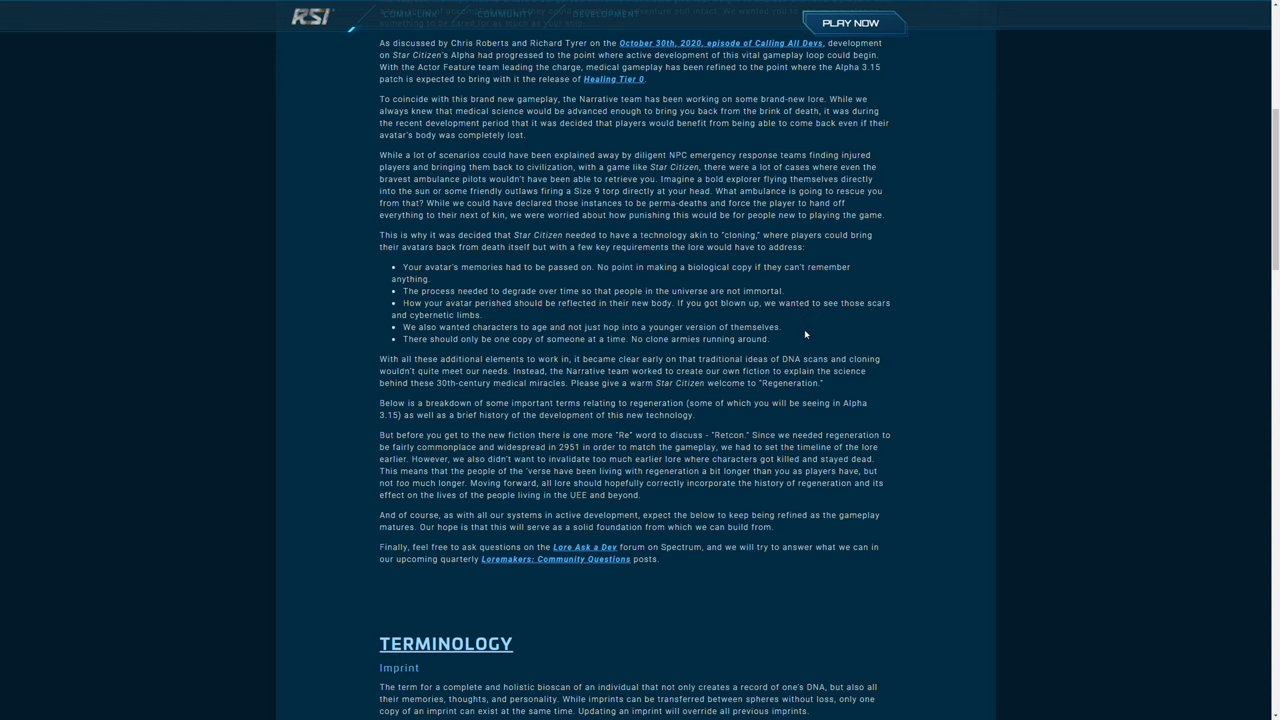 RSI
COMM-LINK
COMMUNITY
DEVELOPMENT
PLAY NOW
As discussed by Chris Roberts and Richard Tyrer on the October 30th, 2020, episode of Calling All Devs, development
on Star Citizen's Alpha had progressed to the point where active development of this vital gameplay loop could begin.
With the Actor Feature team leading the charge, medical gameplay has been refined to the point where the Alpha 3.15
patch is expected to bring with it the release of Healing Tier 0.
To coincide with this brand new gameplay, the Narrative team has been working on some brand-new lore. While we
always knew that medical science would be advanced enough to bring you back from the brink of death, it was during
the recent development period that it was decided that players would benefit from being able to come back even if their
avatar's body was completely lost.
While a lot of scenarios could have been explained away by diligent NPC emergency response teams finding injured
players and bringing them back to civilization, with a game like Star Citizen, there were a lot of cases where even the
bravest ambulance pilots wouldn't have been able to retrieve you. Imagine a bold explorer flying themselves directly
into the sun or some friendly outlaws firing a Size 9 torp directly at your head. What ambulance is going to rescue you
from that? While we could have declared those instances to be perma-deaths and force the player to hand off
everything to their next of kin, we were worried about how punishing this would be for people new to playing the game.
This is why it was decided that Star Citizen needed to have a technology akin to "cloning," where players could bring
their avatars back from death itself but with a few key requirements the lore would have to address:
• Your avatar's memories had to be passed on. No point in making a biological copy if they can't remember
anything.
• The process needed to degrade over time so that people in the universe are not immortal.
• How your avatar perished should be reflected in their new body. If you got blown up, we wanted to see those scars
and cybernetic limbs.
• We also wanted characters to age and not just hop into a younger version of themselves.
• There should only be one copy of someone at a time. No clone armies running around.
With all these additional elements to work in, it became clear early on that traditional ideas of DNA scans and cloning
wouldn't quite meet our needs. Instead, the Narrative team worked to create our own fiction to explain the science
behind these 30th-century medical miracles. Please give a warm Star Citizen welcome to "Regeneration."
Below is a breakdown of some important terms relating to regeneration (some of which you will be seeing in Alpha
3.15) as well as a brief history of the development of this new technology.
But before you get to the new fiction there is one more "Re" word to discuss - "Retcon." Since we needed regeneration to
be fairly commonplace and widespread in 2951 in order to match the gameplay, we had to set the timeline of the lore
earlier. However, we also didn't want to invalidate too much earlier lore where characters got killed and stayed dead.
This means that the people of the 'verse have been living with regeneration a bit longer than you as players have, but
not too much longer. Moving forward, all lore should hopefully correctly incorporate the history of regeneration and its
effect on the lives of the people living in the UEE and beyond.
And of course, as with all our systems in active development, expect the below to keep being refined as the gameplay
matures. Our hope is that this will serve as a solid foundation from which we can build from.
Finally, feel free to ask questions on the Lore Ask a Dev forum on Spectrum, and we will try to answer what we can in
our upcoming quarterly Loremakers: Community Questions posts.
TERMINOLOGY
Imprint
The term for a complete and holistic bioscan of an individual that not only creates a record of one's DNA, but also all
their memories, thoughts, and personality. While imprints can be transferred between spheres without loss, only one
copy of an imprint can exist at the same time. Updating an imprint will override all previous imprints.